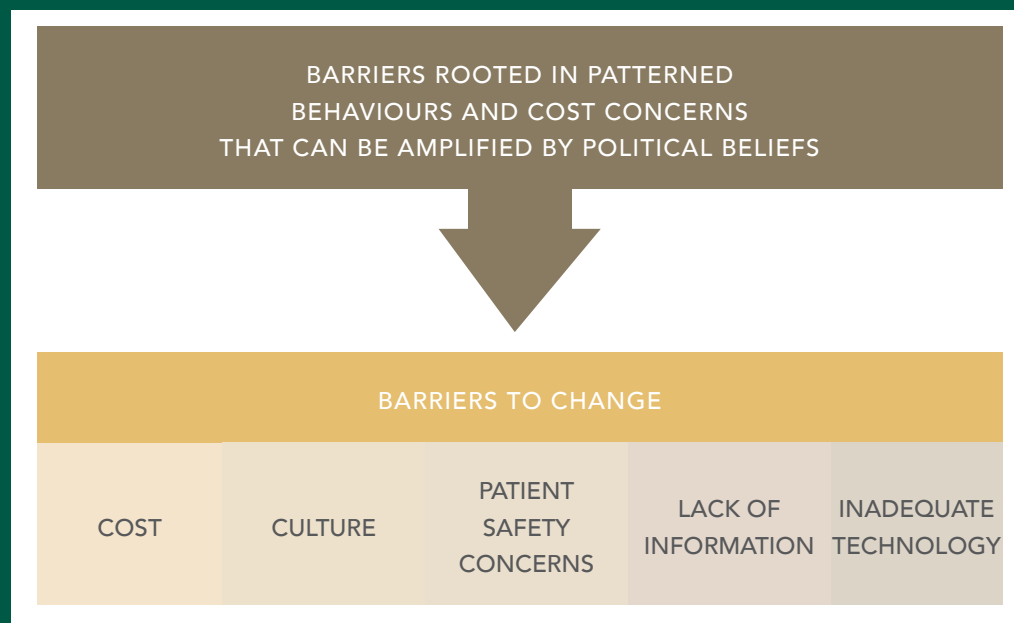 BARRIERS ROOTED IN PATTERNED
BEHAVIOURS AND COST CONCERNS
THAT CAN BE AMPLIFIED BY POLITICAL BELIEFS
BARRIERS TO CHANGE
COST
CULTURE
PATIENT
SAFETY
CONCERNS
LACK OF
INFORMATION
INADEQUATE
TECHNOLOGY